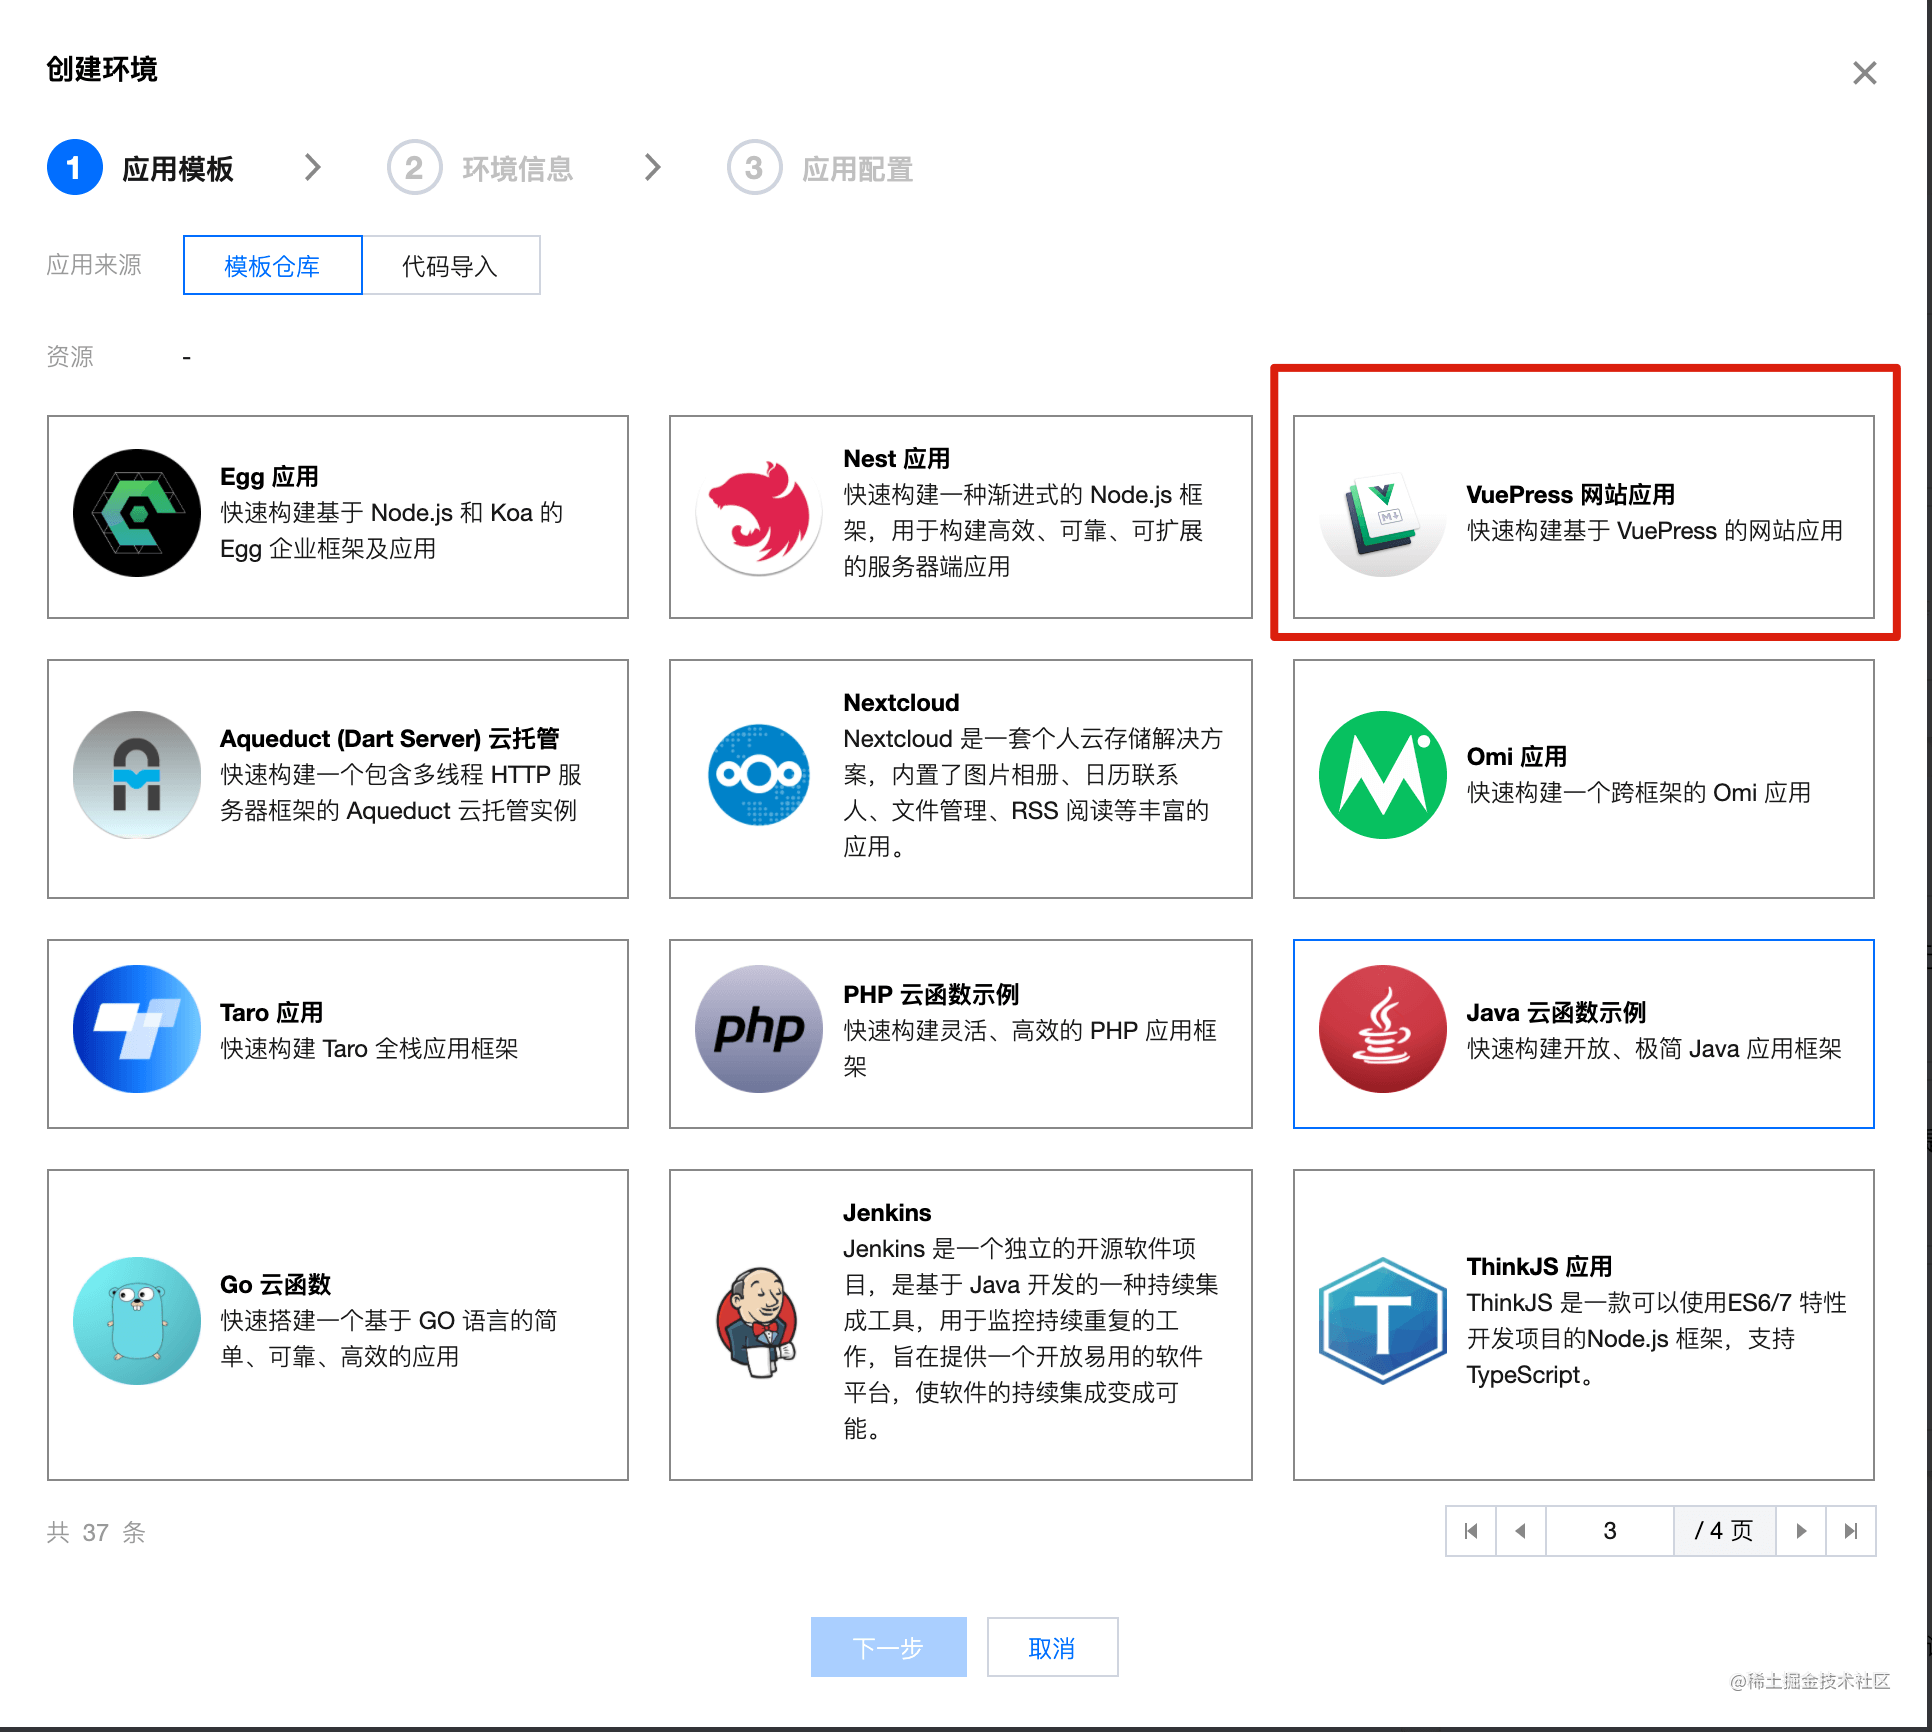 创建环境
1 应用模板 2 环境信息 3 应用配置
应用来源 模板仓库 代码导入
资源 -
Egg 应用
快速构建基于 Node.js 和 Koa 的
Egg 企业框架及应用
Nest 应用
快速构建一种渐进式的 Node.js 框
架，用于构建高效、可靠、可扩展
的服务器端应用
M↓
VuePress 网站应用
快速构建基于 VuePress 的网站应用
Aqueduct (Dart Server) 云托管
快速构建一个包含多线程 HTTP 服
务器框架的 Aqueduct 云托管实例
Nextcloud
Nextcloud 是一套个人云存储解决方
案，内置了图片相册、日历联系
人、文件管理、RSS 阅读等丰富的
应用。
Omi 应用
快速构建一个跨框架的 Omi 应用
Taro 应用
快速构建 Taro 全栈应用框架
php
PHP 云函数示例
快速构建灵活、高效的 PHP 应用框
架
Java 云函数示例
快速构建开放、极简 Java 应用框架
Go 云函数
快速搭建一个基于 GO 语言的简
单、可靠、高效的应用
Jenkins
Jenkins 是一个独立的开源软件项
目，是基于 Java 开发的一种持续集
成工具，用于监控持续重复的工
作，旨在提供一个开放易用的软件
平台，使软件的持续集成变成可
能。
T
ThinkJS 应用
ThinkJS 是一款可以使用ES6/7 特性
开发项目的Node.js 框架，支持
TypeScript。
共 37 条
3 / 4 页
下一步 取消
@稀土掘金技术社区